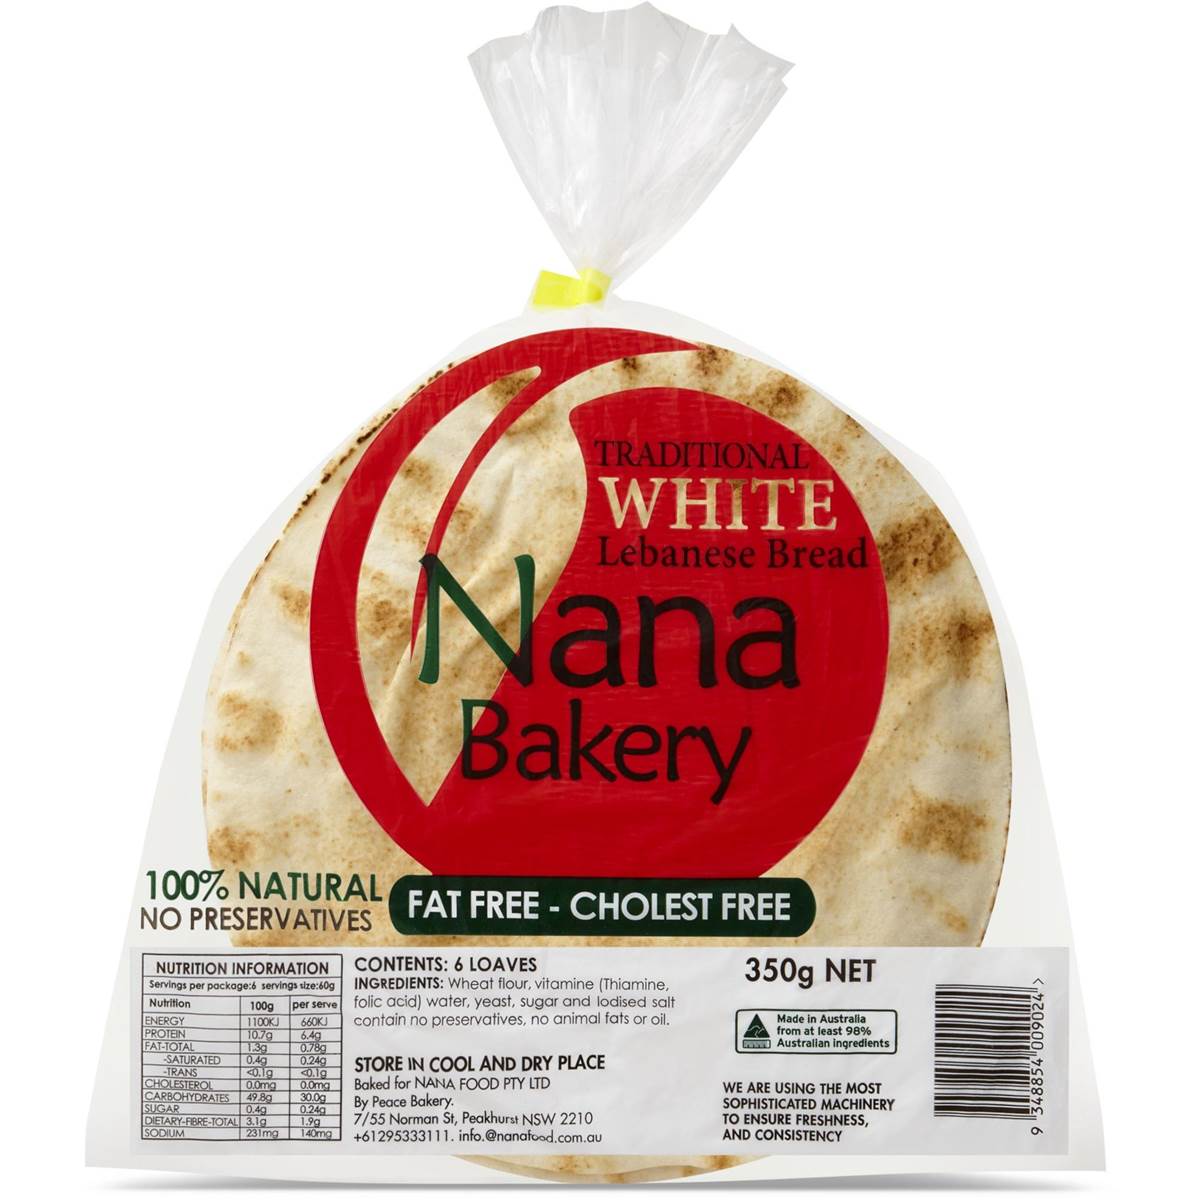 TRADITIONAL
WHITE
Lebanese Bread
Nana
Bakery
100% NATURAL
NO PRESERVATIVES
FAT FREE - CHOLEST FREE
NUTRITION INFORMATION
Servings per package:6 servings size:60g
Nutrition 100g per serve
ENERGY 1100KJ 660KJ
PROTEIN 10.7g 6.4g
FAT-TOTAL 1.3g 0.78g
-SATURATED 0.4g 0.24g
-TRANS <0.1g <0.1g
CHOLESTEROL 0.0mg 0.0mg
CARBOHYDRATES 49.8g 30.0g
SUGAR 0.4g 0.24g
DIETARY-FIBRE-TOTAL 3.1g 1.9g
SODIUM 231mg 140mg
CONTENTS: 6 LOAVES
INGREDIENTS: Wheat flour, vitamine (Thiamine,
folic acid) water, yeast, sugar and Iodised salt
contain no preservatives, no animal fats or oil.
STORE IN COOL AND DRY PLACE
Baked for NANA FOOD PTY LTD
By Peace Bakery.
7/55 Norman St, Peakhurst NSW 2210
+61295333111. info.@nanafood.com.au
350g NET
Made in Australia
from at least 98%
Australian ingredients
WE ARE USING THE MOST
SOPHISTICATED MACHINERY
TO ENSURE FRESHNESS,
AND CONSISTENCY
9 348854 009024 >